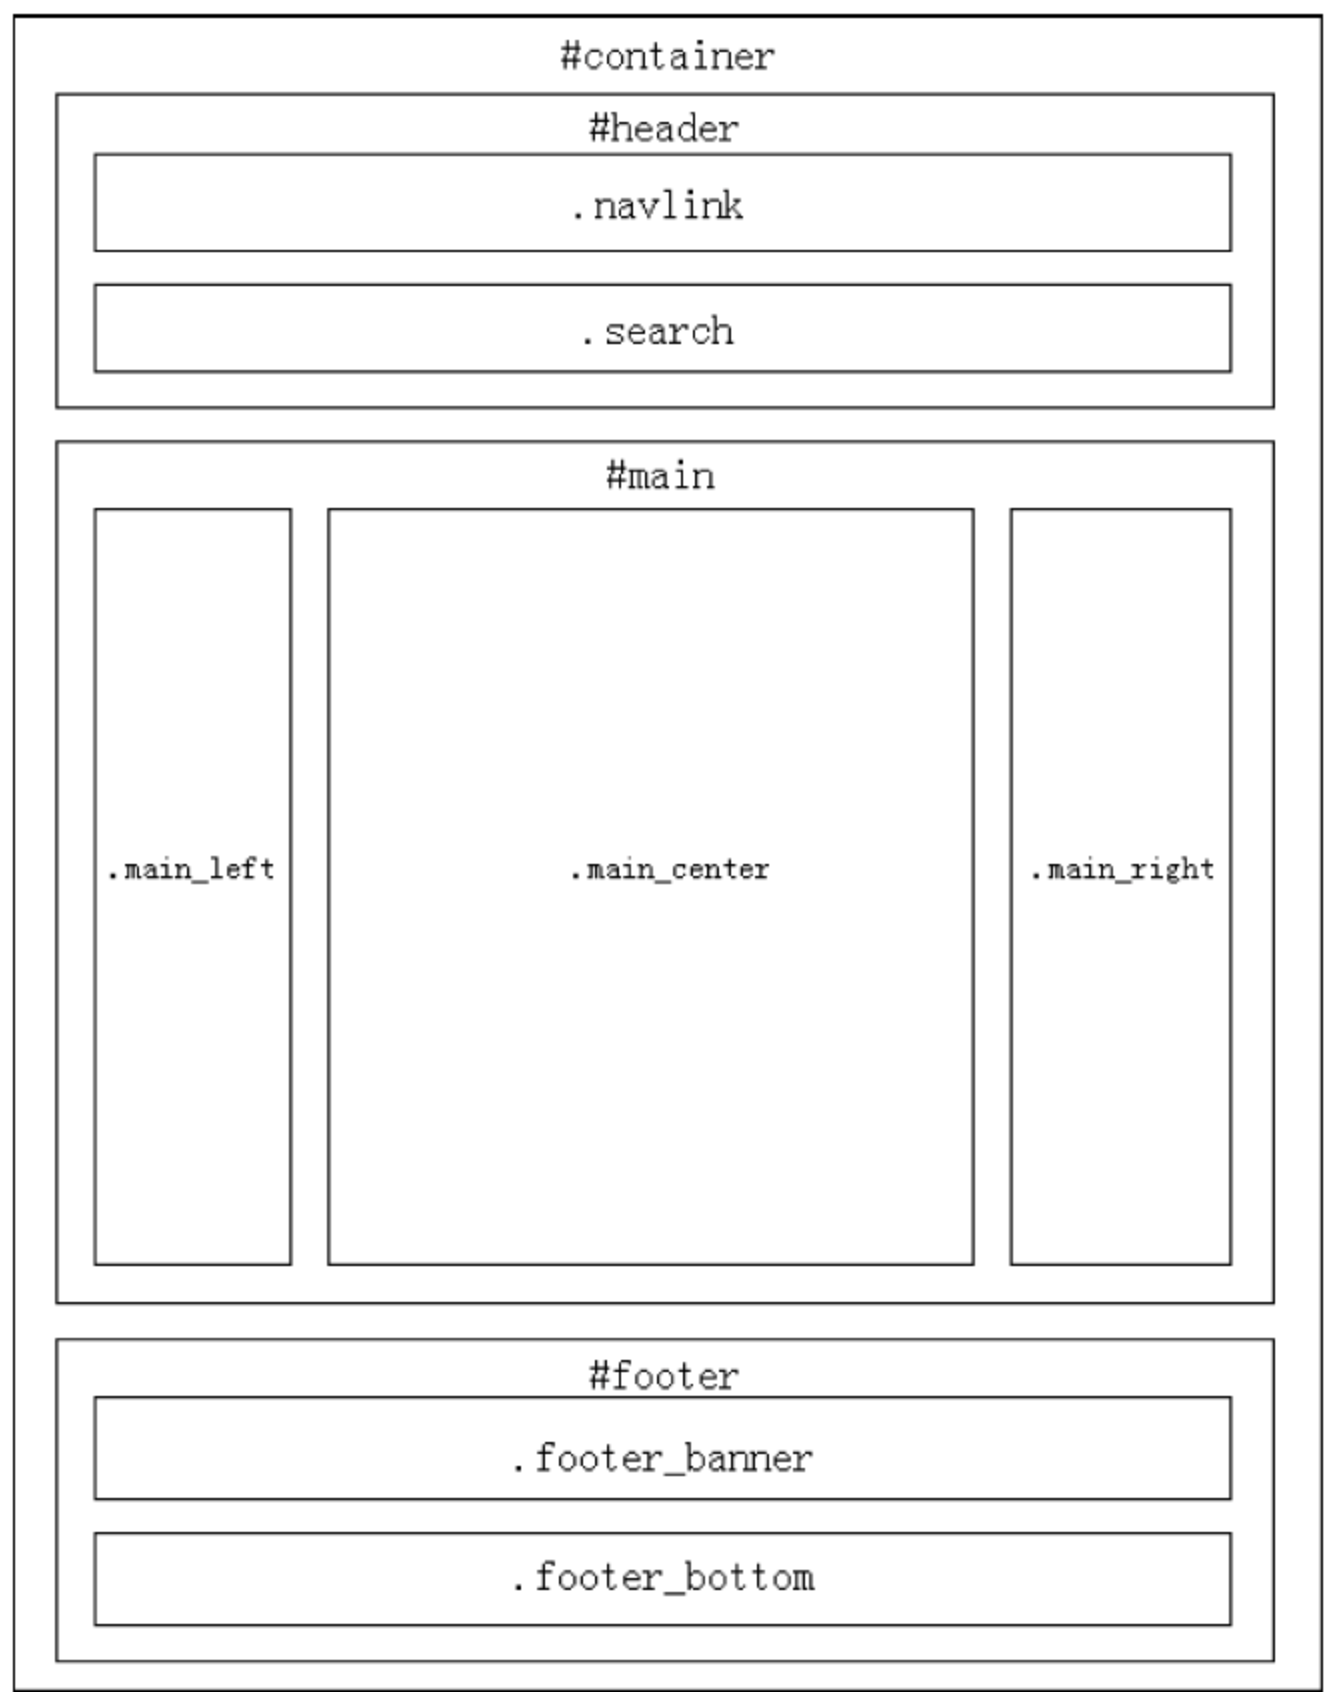 #container
#header
.navlink
.search
#main
.main_left
.main_center
.main_right
#footer
.footer_banner
.footer_bottom